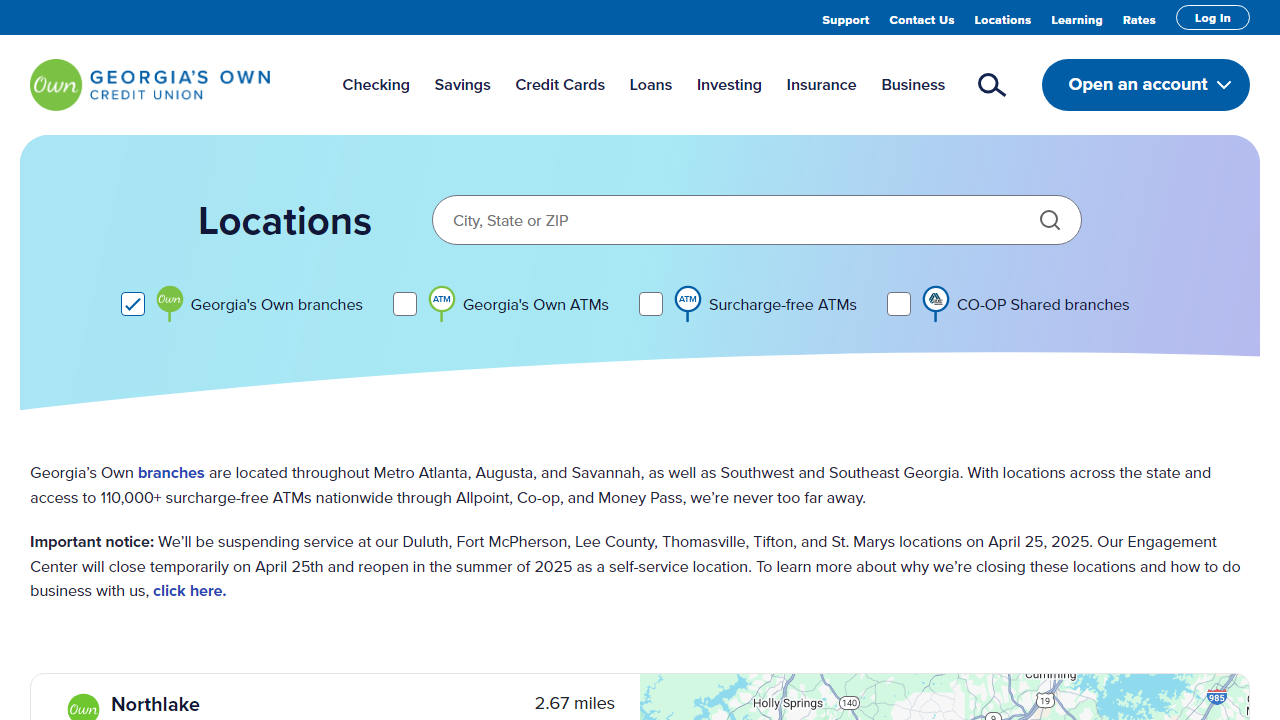 Support Contact Us Locations Learning Rates Log In
Own GEORGIA'S OWN
CREDIT UNION
Checking Savings Credit Cards Loans Investing Insurance Business Open an account
Locations City, State or ZIP
Own Georgia's Own branches ATM Georgia's Own ATMs ATM Surcharge-free ATMs CO-OP Shared branches
Georgia's Own branches are located throughout Metro Atlanta, Augusta, and Savannah, as well as Southwest and Southeast Georgia. With locations across the state and
access to 110,000+ surcharge-free ATMs nationwide through Allpoint, Co-op, and Money Pass, we're never too far away.
Important notice: We'll be suspending service at our Duluth, Fort McPherson, Lee County, Thomasville, Tifton, and St. Marys locations on April 25, 2025. Our Engagement
Center will close temporarily on April 25th and reopen in the summer of 2025 as a self-service location. To learn more about why we're closing these locations and how to do
business with us, click here.
Cumming
Own Northlake 2.67 miles Holly Springs 140 19 985
9